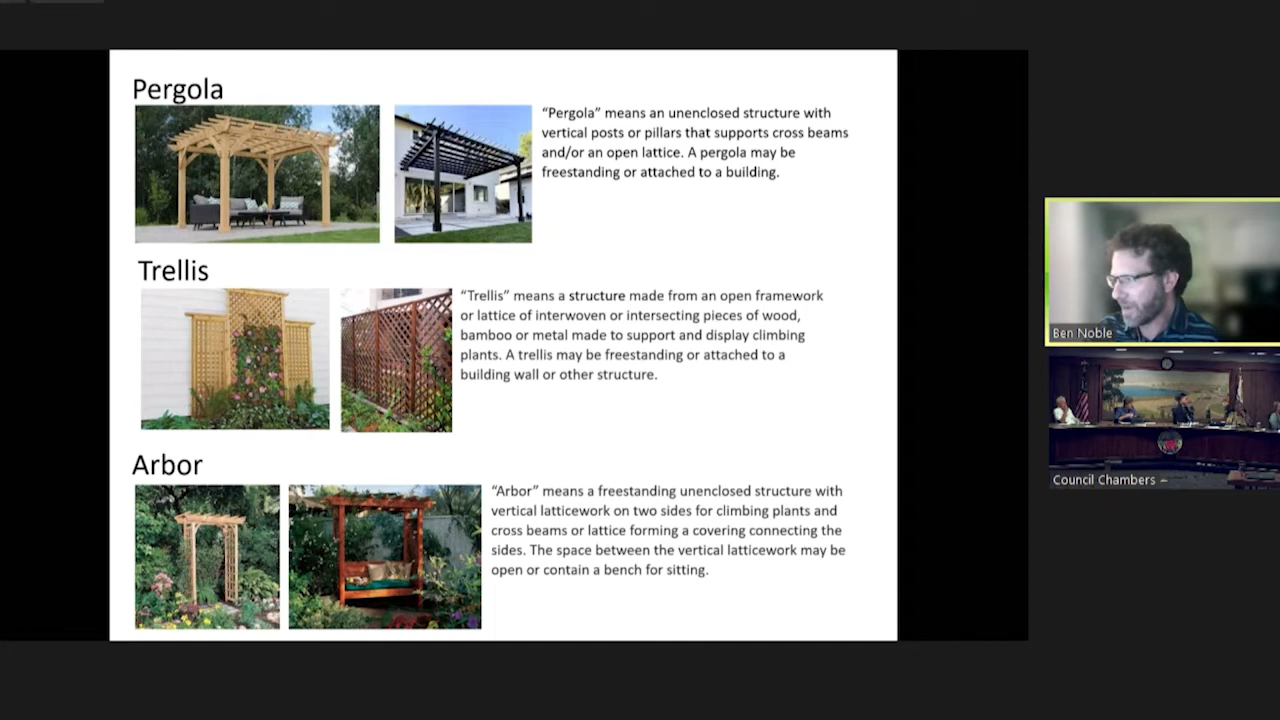 Pergola
“Pergola” means an unenclosed structure with
vertical posts or pillars that supports cross beams
and/or an open lattice. A pergola may be
freestanding or attached to a building.
Trellis
“Trellis” means a structure made from an open framework
or lattice of interwoven or intersecting pieces of wood,
bamboo or metal made to support and display climbing
plants. A trellis may be freestanding or attached to a
building wall or other structure.
Arbor
“Arbor” means a freestanding unenclosed structure with
vertical latticework on two sides for climbing plants and
cross beams or lattice forming a covering connecting the
sides. The space between the vertical latticework may be
open or contain a bench for sitting.
Ben Noble
Council Chambers